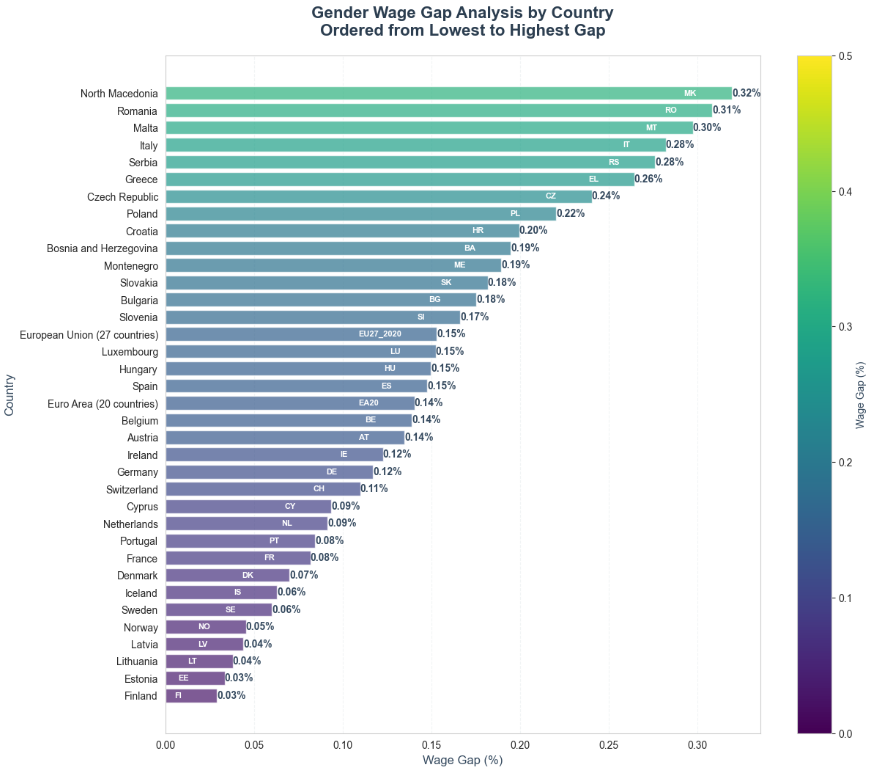 Gender Wage Gap Analysis by Country
Ordered from Lowest to Highest Gap
North Macedonia MK 0.32%
Romania RO 0.31%
Malta MT 0.30%
Italy IT 0.28%
Serbia RS 0.28%
Greece EL 0.26%
Czech Republic CZ 0.24%
Poland PL 0.22%
Croatia HR 0.20%
Bosnia and Herzegovina BA 0.19%
Montenegro ME 0.19%
Slovakia SK 0.18%
Bulgaria BG 0.18%
Slovenia SI 0.17%
European Union (27 countries) EU27_2020 0.15%
Luxembourg LU 0.15%
Hungary HU 0.15%
Spain ES 0.15%
Euro Area (20 countries) EA20 0.14%
Belgium BE 0.14%
Austria AT 0.14%
Ireland IE 0.12%
Germany DE 0.12%
Switzerland CH 0.11%
Cyprus CY 0.09%
Netherlands NL 0.09%
Portugal PT 0.08%
France FR 0.08%
Denmark DK 0.07%
Iceland IS 0.06%
Sweden SE 0.06%
Norway NO 0.05%
Latvia LV 0.04%
Lithuania LT 0.04%
Estonia EE 0.03%
Finland FI 0.03%
0.00 0.05 0.10 0.15 0.20 0.25 0.30
Wage Gap (%)
Country
0.5
0.4
0.3
0.2
0.1
0.0
Wage Gap (%)